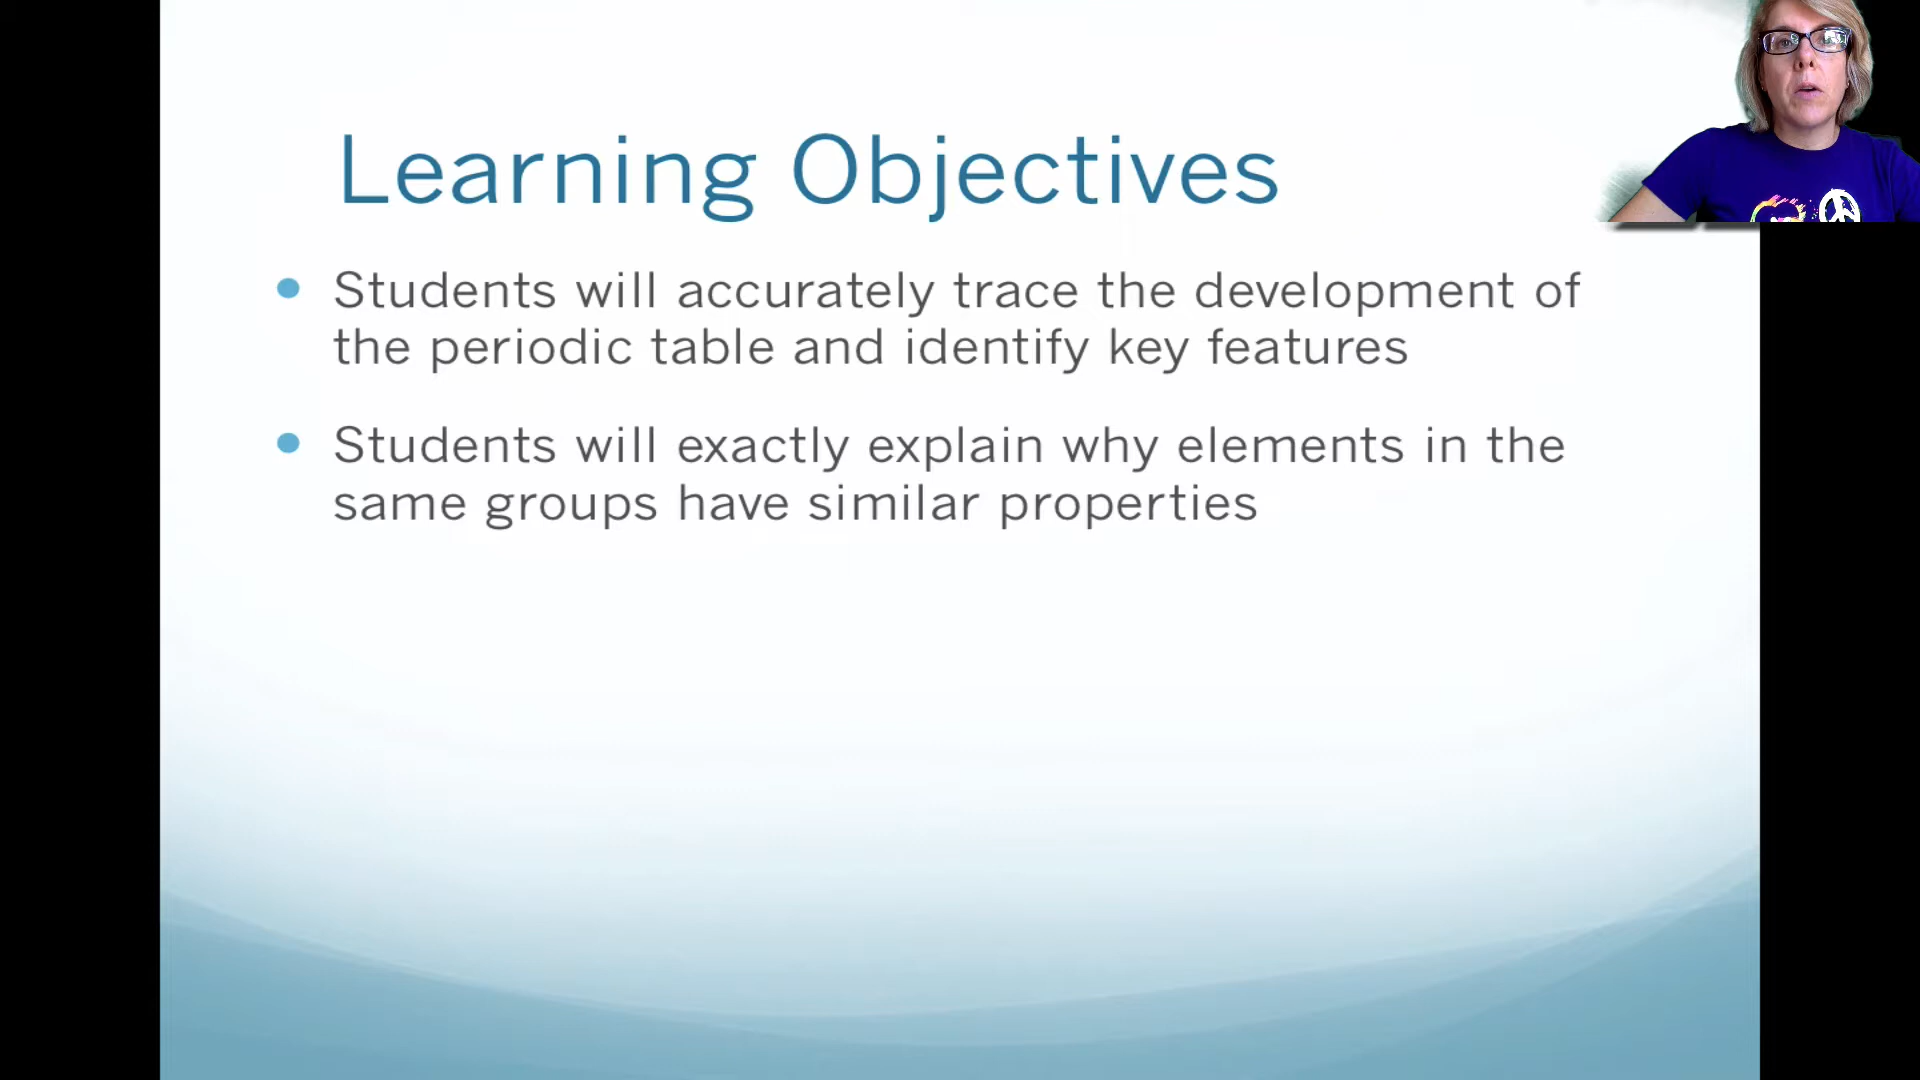 Learning Objectives
Students will accurately trace the development of
the periodic table and identify key features
Students will exactly explain why elements in the
same groups have similar properties